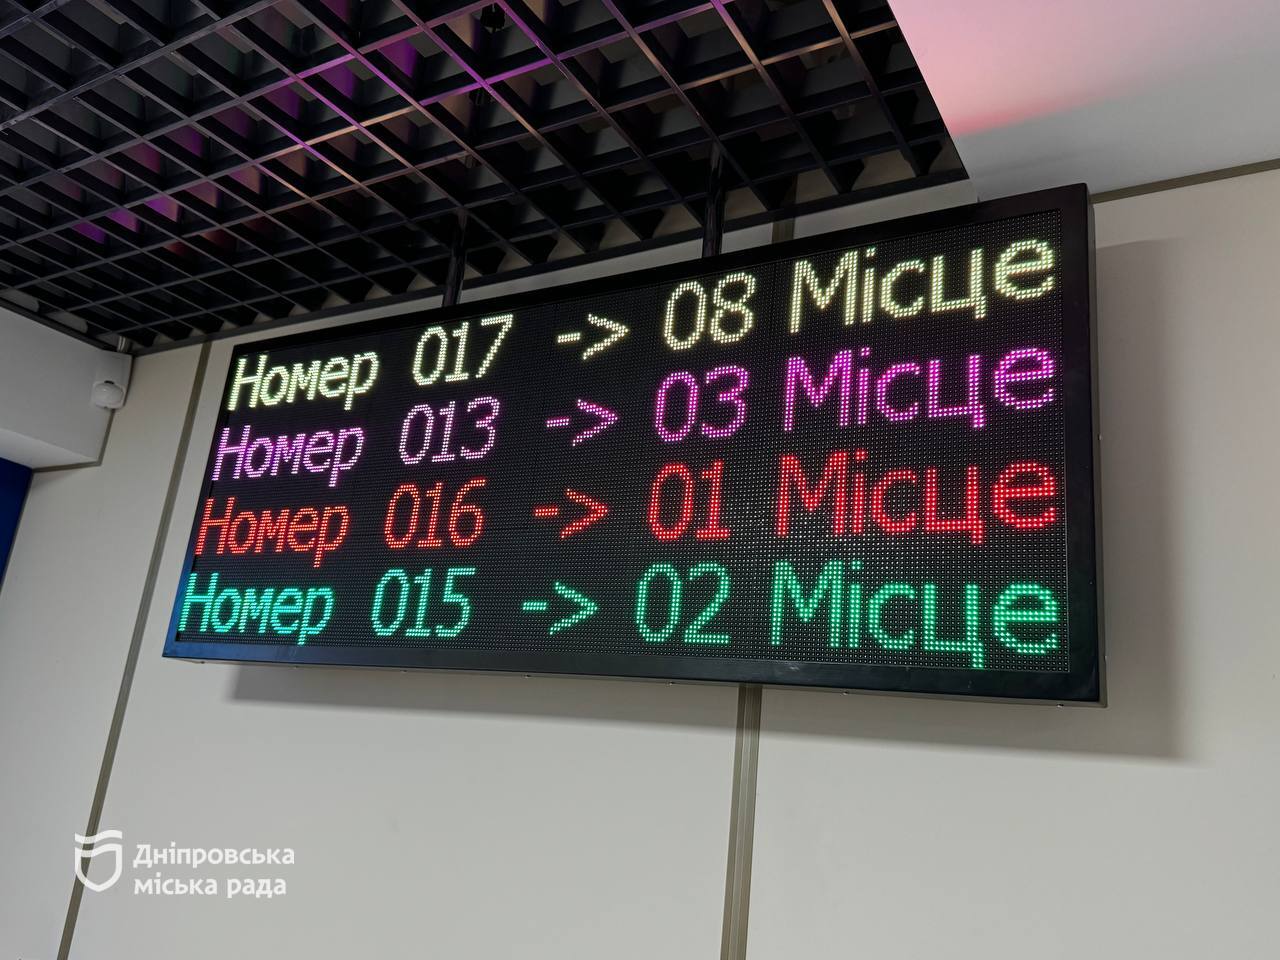 Номер 017 -> 08 Місце
Номер 013 -> 03 Місце
Номер 016 -> 01 Місце
Номер 015 -> 02 Місце
Дніпровська
міська рада